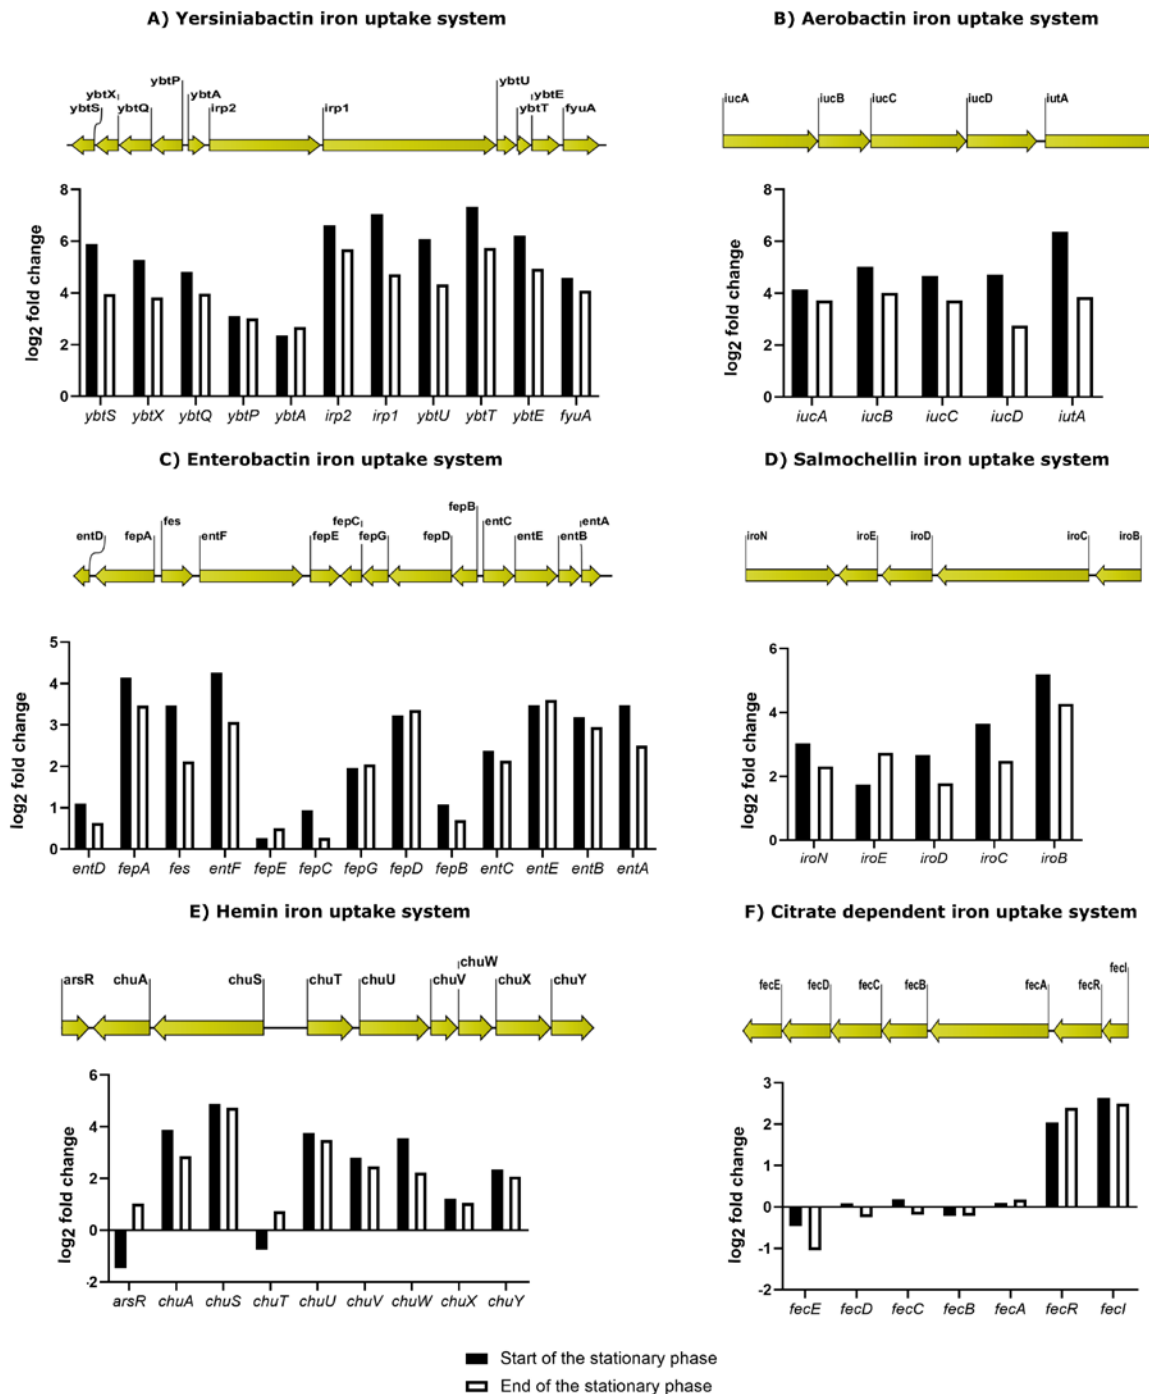 A) Yersiniabactin iron uptake system
ybtP
ybtU
ybtX
ybtA
ybtE
ybtS
ybtQ
irp2
irp1
ybtT
fyuA
log2 fold change
8
6
4
2
0
ybtS ybtX ybtQ ybtP ybtA irp2 irp1 ybtU ybtT ybtE fyuA
B) Aerobactin iron uptake system
iucA
iucB
iucC
iucD
iutA
log2 fold change
8
6
4
2
0
iucA iucB iucC iucD iutA
C) Enterobactin iron uptake system
fepB
fes
fepC
entC
entA
entD
fepA
entF
fepE
fepG
fepD
entE
entB
log2 fold change
5
4
3
2
1
0
entD fepA fes entF fepE fepC fepG fepD fepB entC entE entB entA
D) Salmochellin iron uptake system
iroN
iroE
iroD
iroC
iroB
log2 fold change
6
4
2
0
iroN iroE iroD iroC iroB
E) Hemin iron uptake system
chuW
arsR
chuA
chuS
chuT
chuU
chuV
chuX
chuY
log2 fold change
6
4
2
0
-2
arsR chuA chuS chuT chuU chuV chuW chuX chuY
F) Citrate dependent iron uptake system
fecI
fecE
fecD
fecC
fecB
fecA
fecR
log2 fold change
3
2
1
0
-1
-2
fecE fecD fecC fecB fecA fecR fecI
Start of the stationary phase
End of the stationary phase